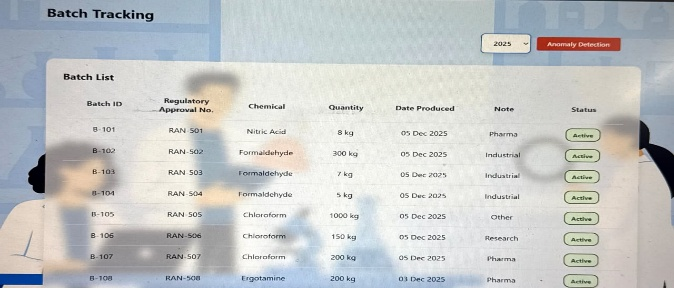 Batch Tracking
2025 Anomaly Detection
Batch List
Batch ID Regulatory Approval No. Chemical Quantity Date Produced Note Status
B-101 RAN-501 Nitric Acid 8 kg 05 Dec 2025 Pharma Active
B-102 RAN-502 Formaldehyde 300 kg 05 Dec 2025 Industrial Active
B-103 RAN-503 Formaldehyde 7 kg 05 Dec 2025 Industrial Active
B-104 RAN-504 Formaldehyde 5 kg 05 Dec 2025 Industrial Active
B-105 RAN-505 Chloroform 1000 kg 05 Dec 2025 Other Active
B-106 RAN-506 Chloroform 150 kg 05 Dec 2025 Research Active
B-107 RAN-507 Chloroform 200 kg 05 Dec 2025 Pharma Active
B-108 RAN-508 Ergotamine 200 kg 03 Dec 2025 Pharma Active